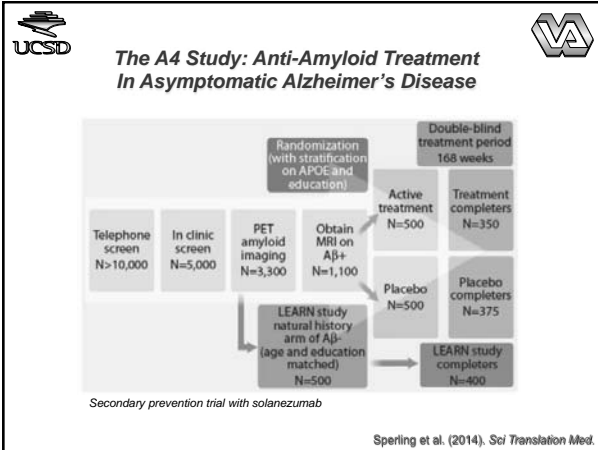 UCSD
VA
The A4 Study: Anti-Amyloid Treatment
In Asymptomatic Alzheimer's Disease
Double-blind
treatment period
168 weeks
Randomization
(with stratification
on APOE and
education)
Telephone
screen
N>10,000
In clinic
screen
N=5,000
PET
amyloid
imaging
N=3,300
Obtain
MRI on
Aβ+
N=1,100
Active
treatment
N=500
Treatment
completers
N=350
Placebo
N=500
Placebo
completers
N=375
LEARN study
natural history
arm of Aβ-
(age and education
matched)
N=500
LEARN study
completers
N=400
Secondary prevention trial with solanezumab
Sperling et al. (2014). Sci Translation Med.